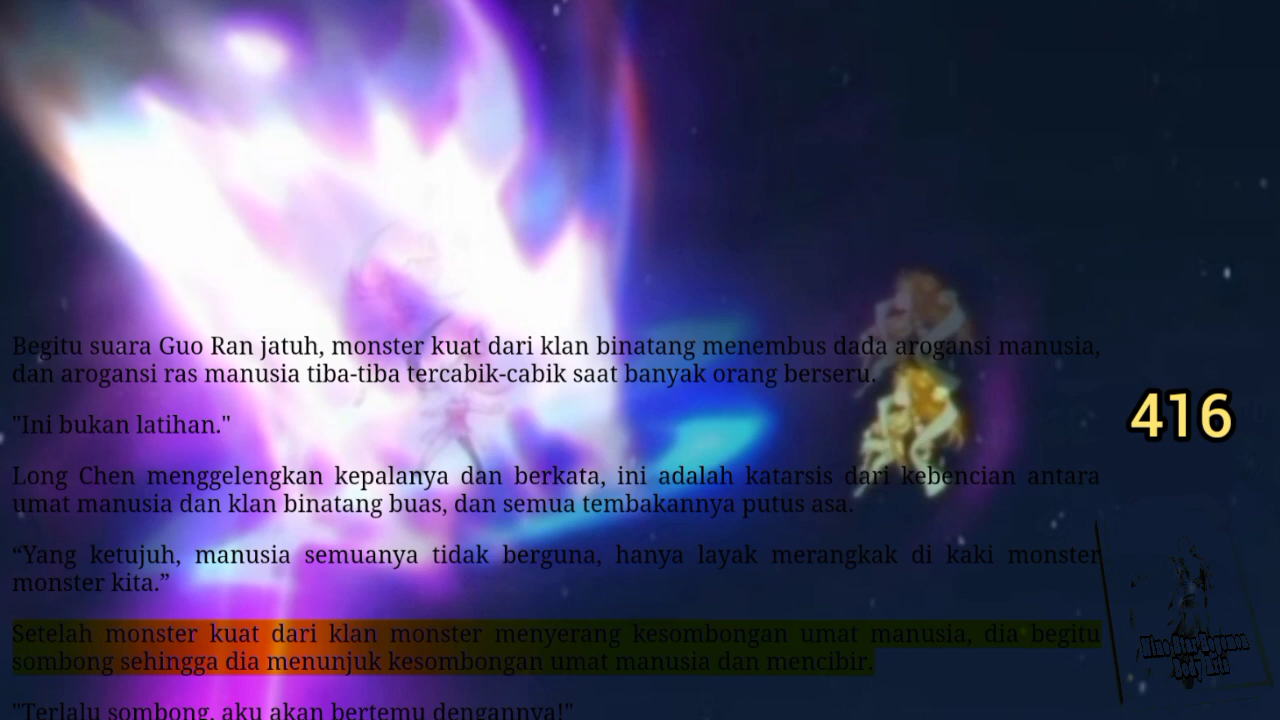 Begitu suara Guo Ran jatuh, monster kuat dari klan binatang menembus dada arogansi manusia,
dan arogansi ras manusia tiba-tiba tercabik-cabik saat banyak orang berseru.
"Ini bukan latihan."
Long Chen menggelengkan kepalanya dan berkata, ini adalah katarsis dari kebencian antara
umat manusia dan klan binatang buas, dan semua tembakannya putus asa.
“Yang ketujuh, manusia semuanya tidak berguna, hanya layak merangkak di kaki monster
monster kita.”
Setelah monster kuat dari klan monster menyerang kesombongan umat manusia, dia begitu
sombong sehingga dia menunjuk kesombongan umat manusia dan mencibir.
"Terlalu sombong, aku akan bertemu dengannya!"
416
Body